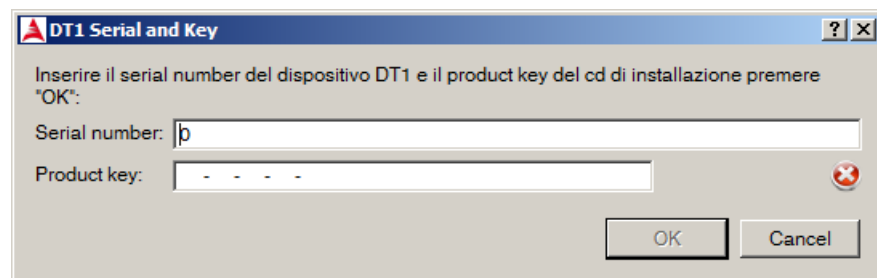 DT1 Serial and Key
Inserire il serial number del dispositivo DT1 e il product key del cd di installazione premere
"OK":
Serial number: 0
Product key: - - - -
OK Cancel